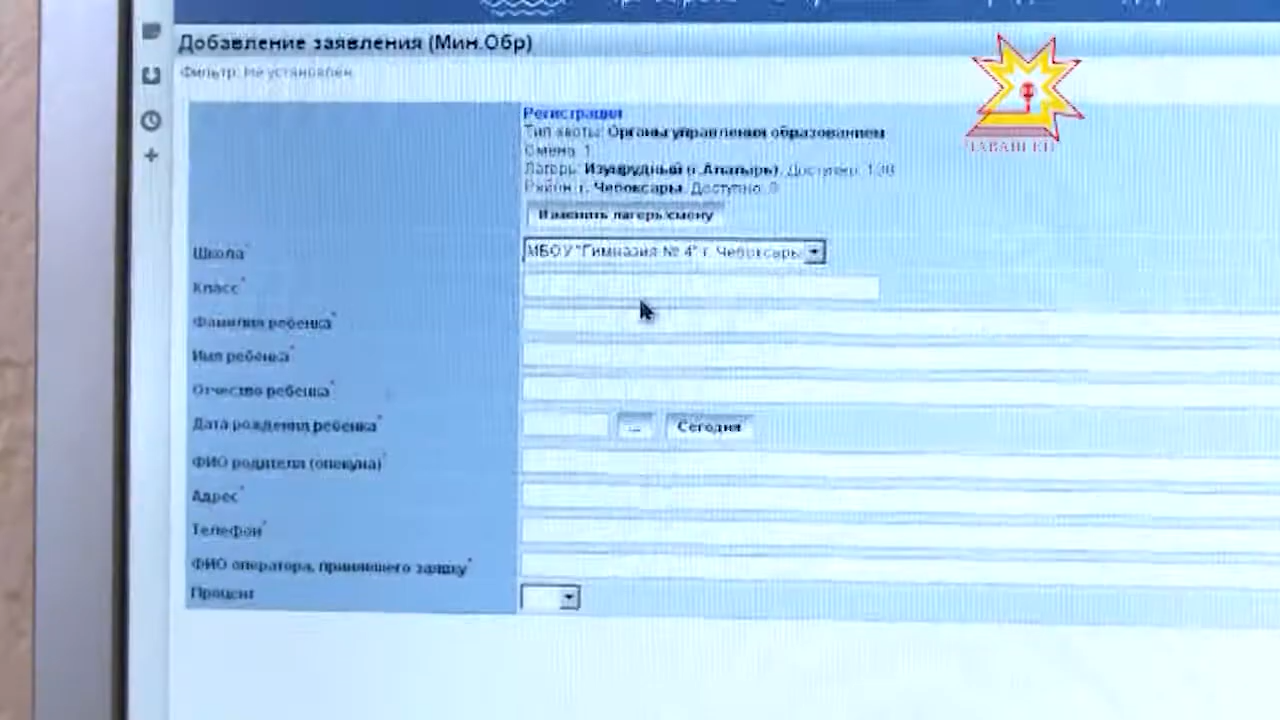 Добавление заявления (Мин.Обр)
Фильтр: Не установлен
Регистрация
Тип квоты: Органы управления образованием
Смена: 1
Лагерь: Изумрудный (г.Алатырь). Доступно:
Район: г. Чебоксары. Доступно: 0
Изменить лагерь/смену
Школа*
МБОУ "Гимназия № 4" г. Чебоксары
Класс*
Фамилия ребенка*
Имя ребенка*
Отчество ребенка*
Дата рождения ребенка*
... Сегодня
ФИО родителя (опекуна)*
Адрес*
Телефон*
ФИО оператора, принявшего заявку*
Процент